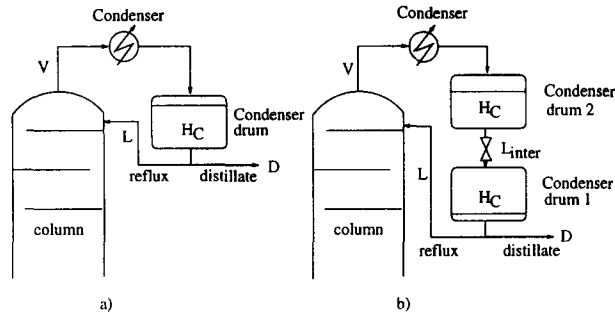 Condenser
V
H_C
Condenser
drum
L
D
reflux
distillate
column
a)
Condenser
V
H_C
Condenser
drum 2
L_inter
L
H_C
Condenser
drum 1
D
reflux
distillate
column
b)